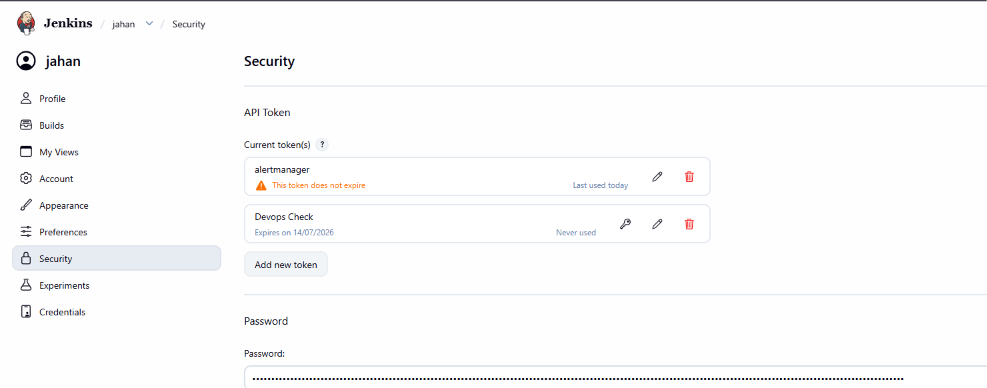 Jenkins / jahan / Security
jahan
Profile
Builds
My Views
Account
Appearance
Preferences
Security
Experiments
Credentials
Security
API Token
Current token(s) ?
alertmanager
This token does not expire Last used today
Devops Check
Expires on 14/07/2026 Never used
Add new token
Password
Password: